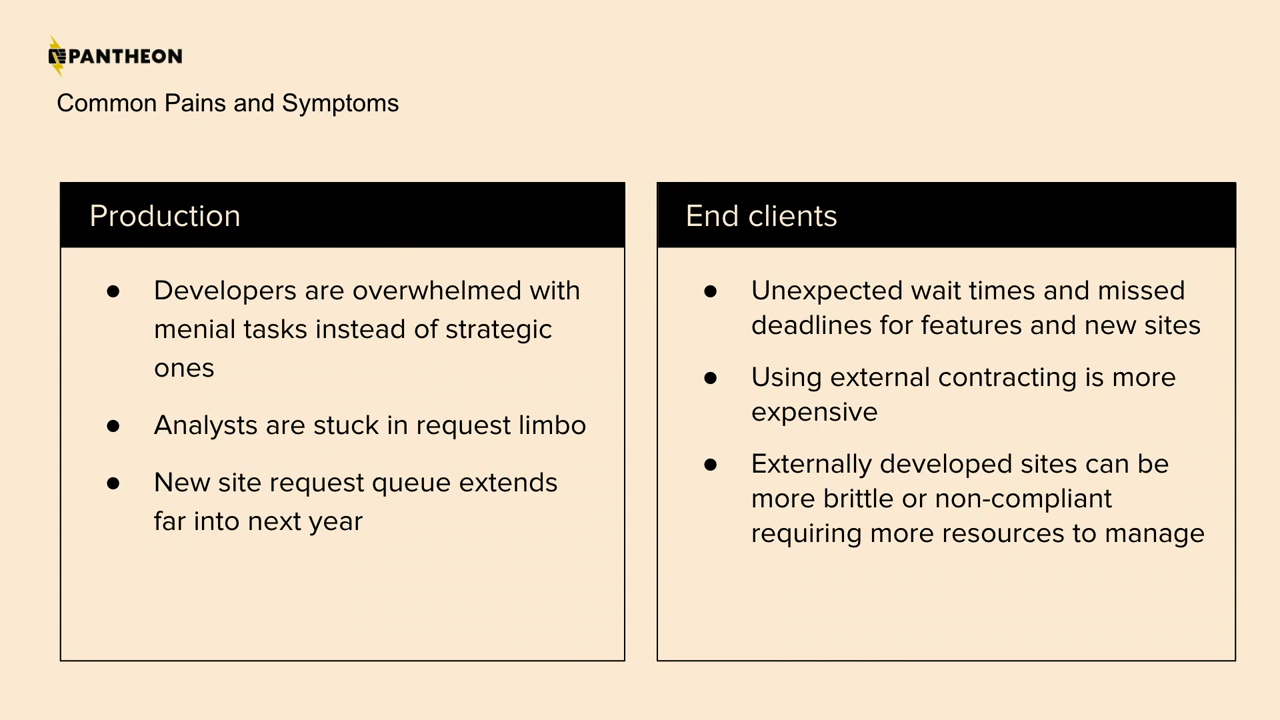 PANTHEON
Common Pains and Symptoms
Production
● Developers are overwhelmed with
menial tasks instead of strategic
ones
● Analysts are stuck in request limbo
● New site request queue extends
far into next year
End clients
● Unexpected wait times and missed
deadlines for features and new sites
● Using external contracting is more
expensive
● Externally developed sites can be
more brittle or non-compliant
requiring more resources to manage